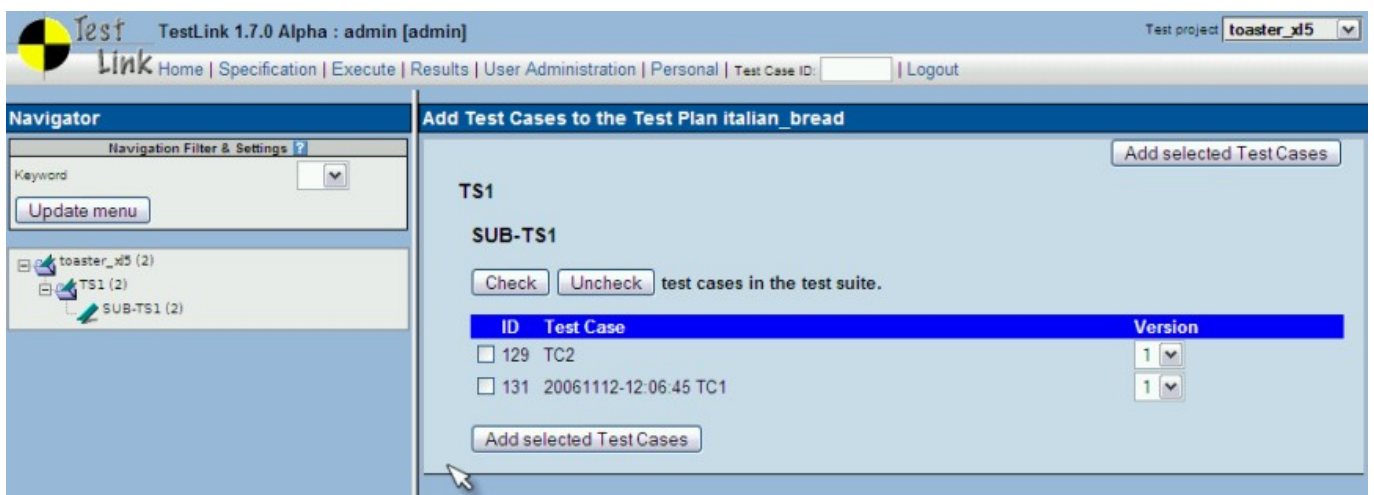 Test
Link
TestLink 1.7.0 Alpha : admin [admin]
Test project toaster_xl5
Home | Specification | Execute | Results | User Administration | Personal | Test Case ID: | Logout
Navigator
Navigation Filter & Settings ?
Keyword
Update menu
toaster_xl5 (2)
TS1 (2)
SUB-TS1 (2)
Add Test Cases to the Test Plan italian_bread
Add selected Test Cases
TS1
SUB-TS1
Check Uncheck test cases in the test suite.
ID Test Case Version
129 TC2 1
131 20061112-12:06:45 TC1 1
Add selected Test Cases